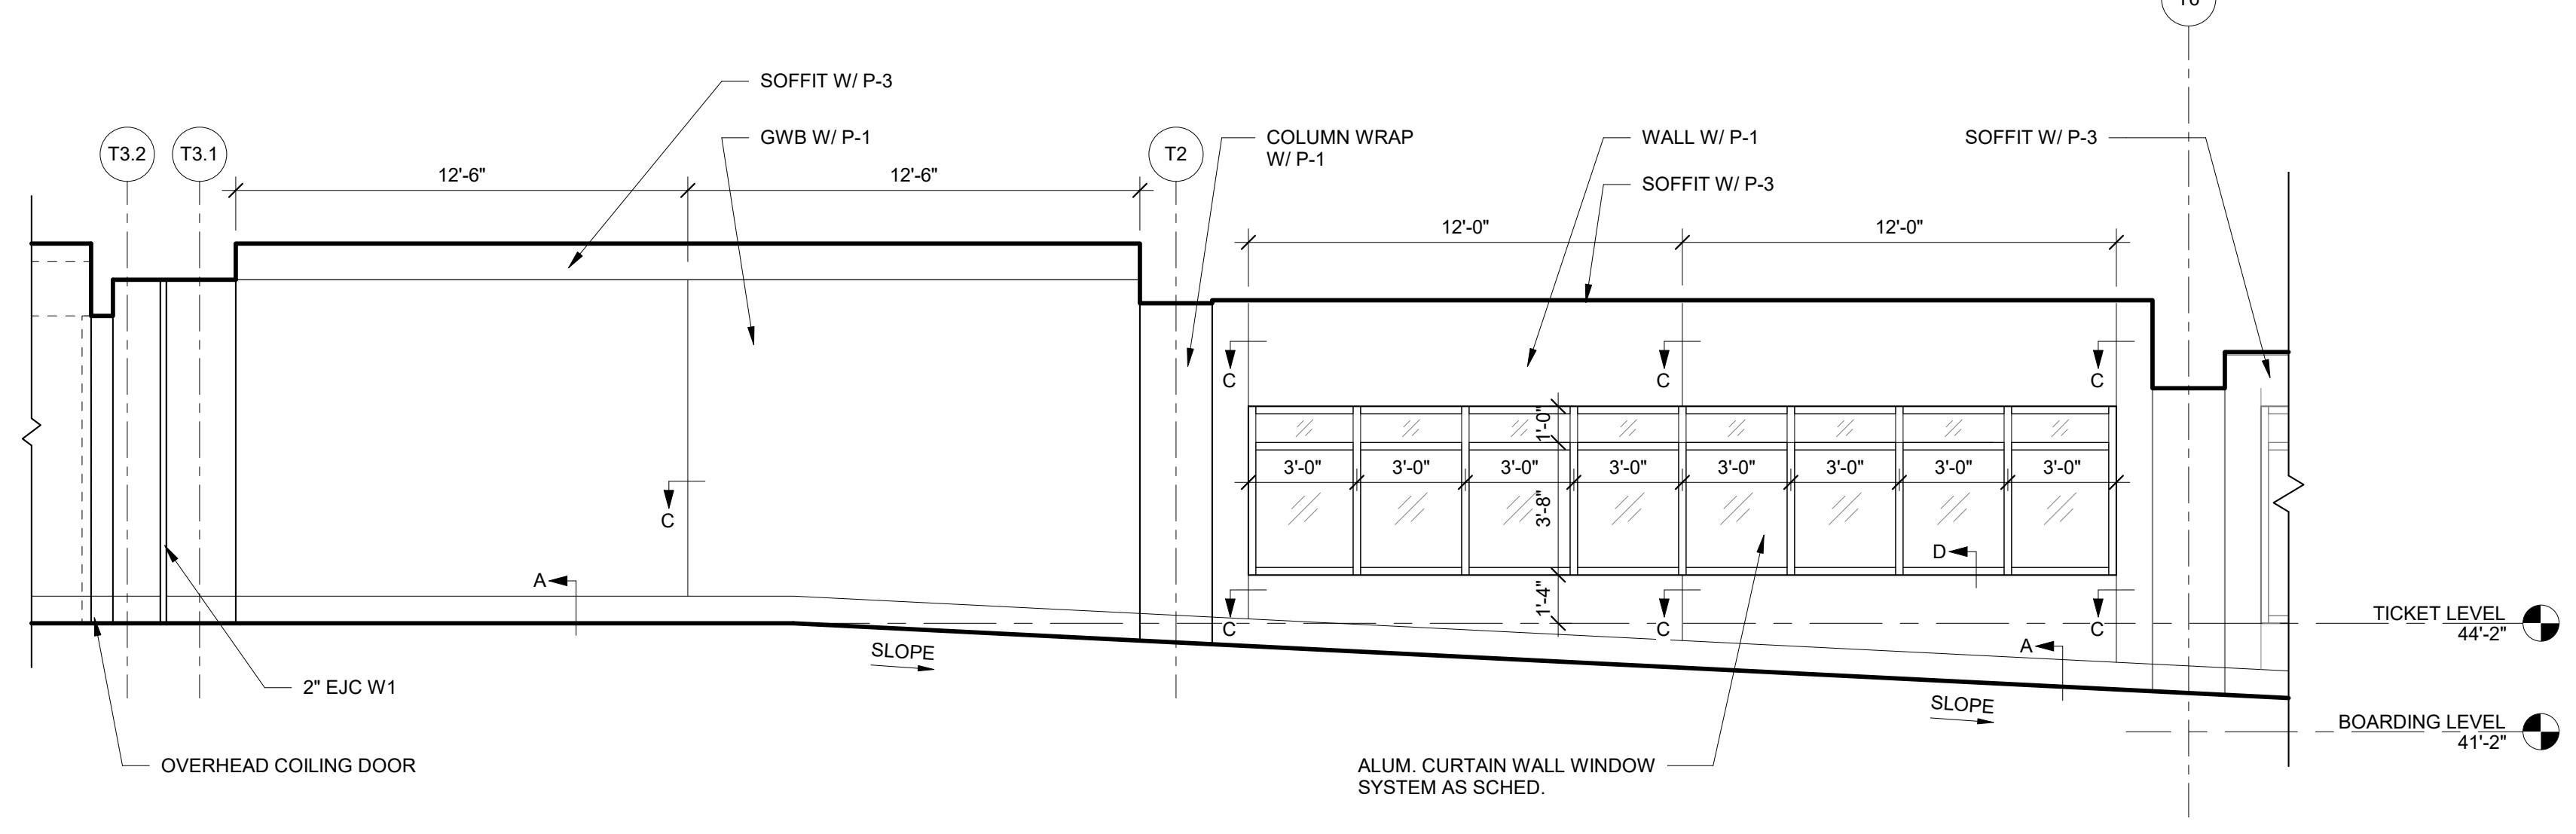 SOFFIT W/ P-3
GWB W/ P-1
COLUMN WRAP
W/ P-1
WALL W/ P-1
SOFFIT W/ P-3
SOFFIT W/ P-3
T3.2
T3.1
T2
12'-6"
12'-6"
12'-0"
12'-0"
C
C
C
1'-0"
3'-0"
3'-0"
3'-0"
3'-0"
3'-0"
3'-0"
3'-0"
3'-0"
3'-8"
C
D
A
1'-4"
C
C
C
A
TICKET LEVEL
44'-2"
SLOPE
SLOPE
2" EJC W1
BOARDING LEVEL
41'-2"
OVERHEAD COILING DOOR
ALUM. CURTAIN WALL WINDOW
SYSTEM AS SCHED.